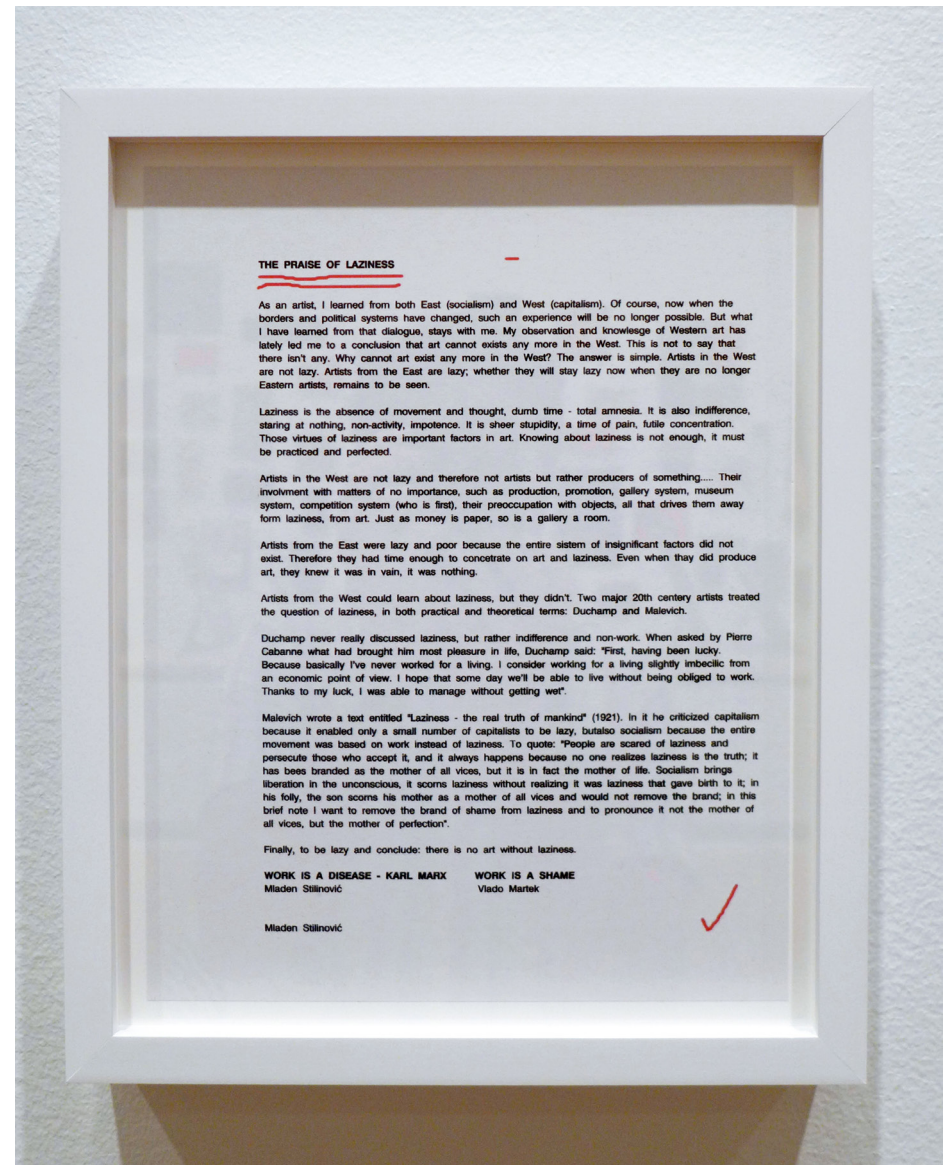 THE PRAISE OF LAZINESS
As an artist, I learned from both East (socialism) and West (capitalism). Of course, now when the
borders and political systems have changed, such an experience will be no longer possible. But what
I have learned from that dialogue, stays with me. My observation and knowlesge of Western art has
lately led me to a conclusion that art cannot exists any more in the West. This is not to say that
there isn't any. Why cannot art exist any more in the West? The answer is simple. Artists in the West
are not lazy. Artists from the East are lazy; whether they will stay lazy now when they are no longer
Eastern artists, remains to be seen.
Laziness is the absence of movement and thought, dumb time - total amnesia. It is also indifference,
staring at nothing, non-activity, impotence. It is sheer stupidity, a time of pain, futile concentration.
Those virtues of laziness are important factors in art. Knowing about laziness is not enough, it must
be practiced and perfected.
Artists in the West are not lazy and therefore not artists but rather producers of something..... Their
involvment with matters of no importance, such as production, promotion, gallery system, museum
system, competition system (who is first), their preoccupation with objects, all that drives them away
form laziness, from art. Just as money is paper, so is a gallery a room.
Artists from the East were lazy and poor because the entire sistem of insignificant factors did not
exist. Therefore they had time enough to concetrate on art and laziness. Even when thay did produce
art, they knew it was in vain, it was nothing.
Artists from the West could learn about laziness, but they didn't. Two major 20th centery artists treated
the question of laziness, in both practical and theoretical terms: Duchamp and Malevich.
Duchamp never really discussed laziness, but rather indifference and non-work. When asked by Pierre
Cabanne what had brought him most pleasure in life, Duchamp said: "First, having been lucky.
Because basically I've never worked for a living. I consider working for a living slightly imbecilic from
an economic point of view. I hope that some day we'll be able to live without being obliged to work.
Thanks to my luck, I was able to manage without getting wet".
Malevich wrote a text entitled "Laziness - the real truth of mankind" (1921). In it he criticized capitalism
because it enabled only a small number of capitalists to be lazy, butalso socialism because the entire
movement was based on work instead of laziness. To quote: "People are scared of laziness and
persecute those who accept it, and it always happens because no one realizes laziness is the truth; it
has bees branded as the mother of all vices, but it is in fact the mother of life. Socialism brings
liberation in the unconscious, it scorns laziness without realizing it was laziness that gave birth to it; in
his folly, the son scorns his mother as a mother of all vices and would not remove the brand; in this
brief note I want to remove the brand of shame from laziness and to pronounce it not the mother of
all vices, but the mother of perfection".
Finally, to be lazy and conclude: there is no art without laziness.
WORK IS A DISEASE - KARL MARX WORK IS A SHAME
Mladen Stilinović Vlado Martek
Mladen Stilinović